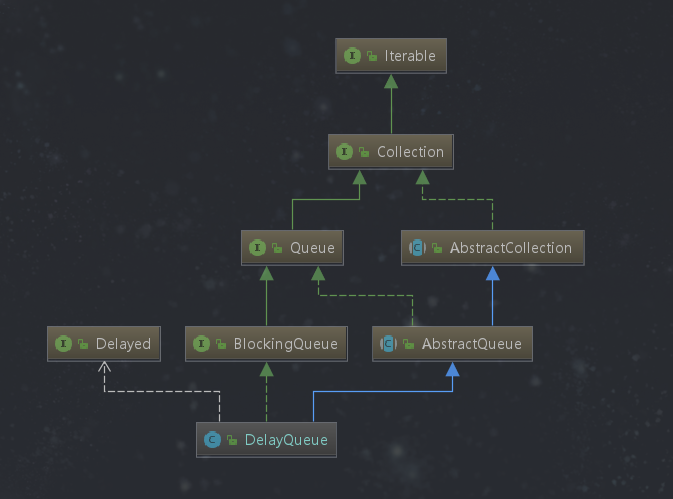 I Iterable
I Collection
I Queue
C AbstractCollection
I Delayed
I BlockingQueue
C AbstractQueue
C DelayQueue